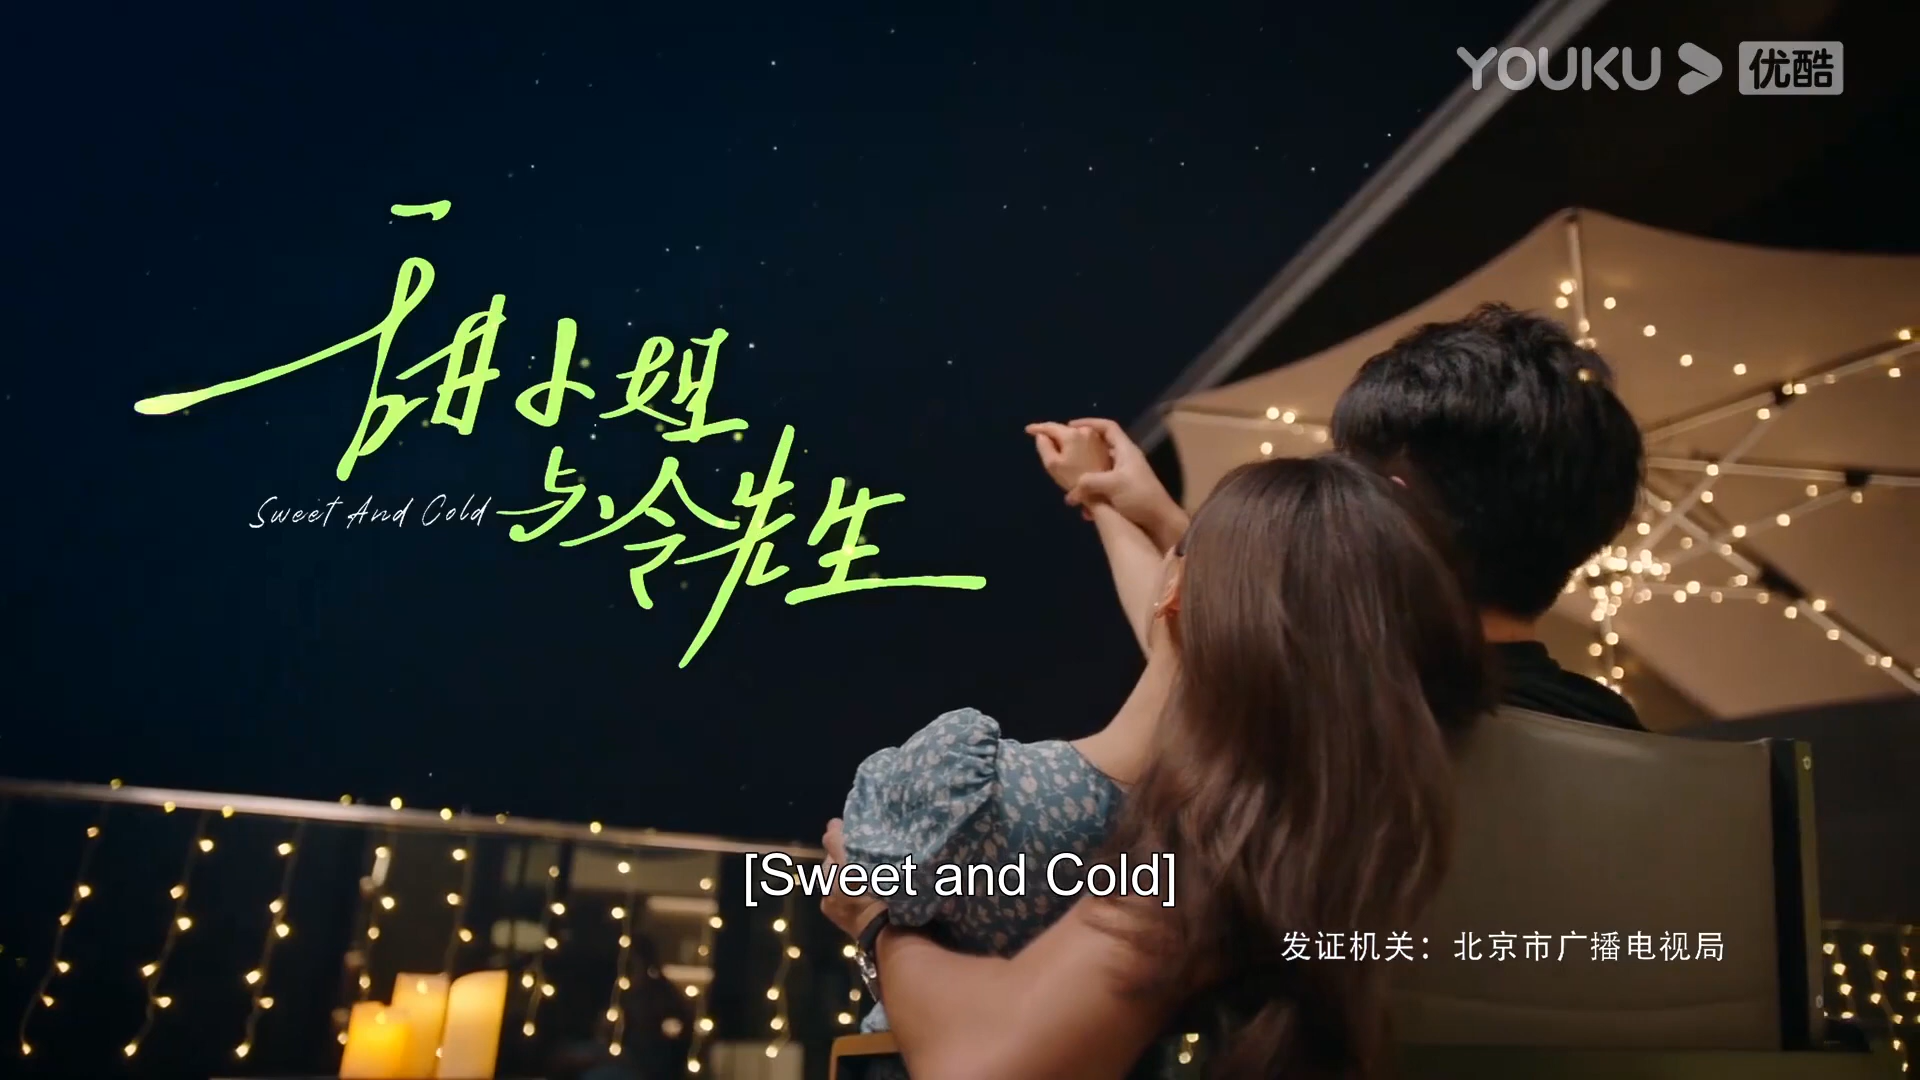 YOUKU 优酷
甜小姐
与冷先生
Sweet And Cold
[Sweet and Cold]
发证机关：北京市广播电视局